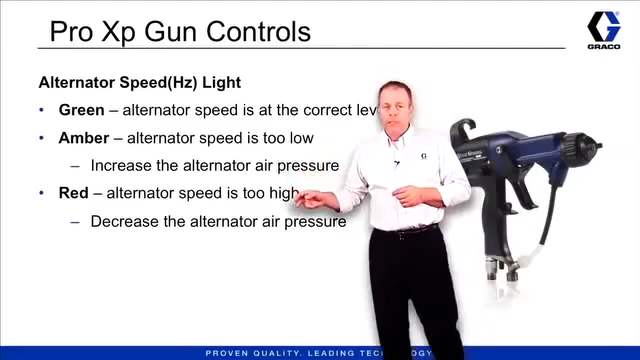 Pro Xp Gun Controls
GRACO
Alternator Speed(Hz) Light
• Green – alternator speed is at the correct lev
• Amber – alternator speed is too low
– Increase the alternator air pressure
• Red – alternator speed is too high
– Decrease the alternator air pressure
PROVEN QUALITY. LEADING TECHNOLOGY